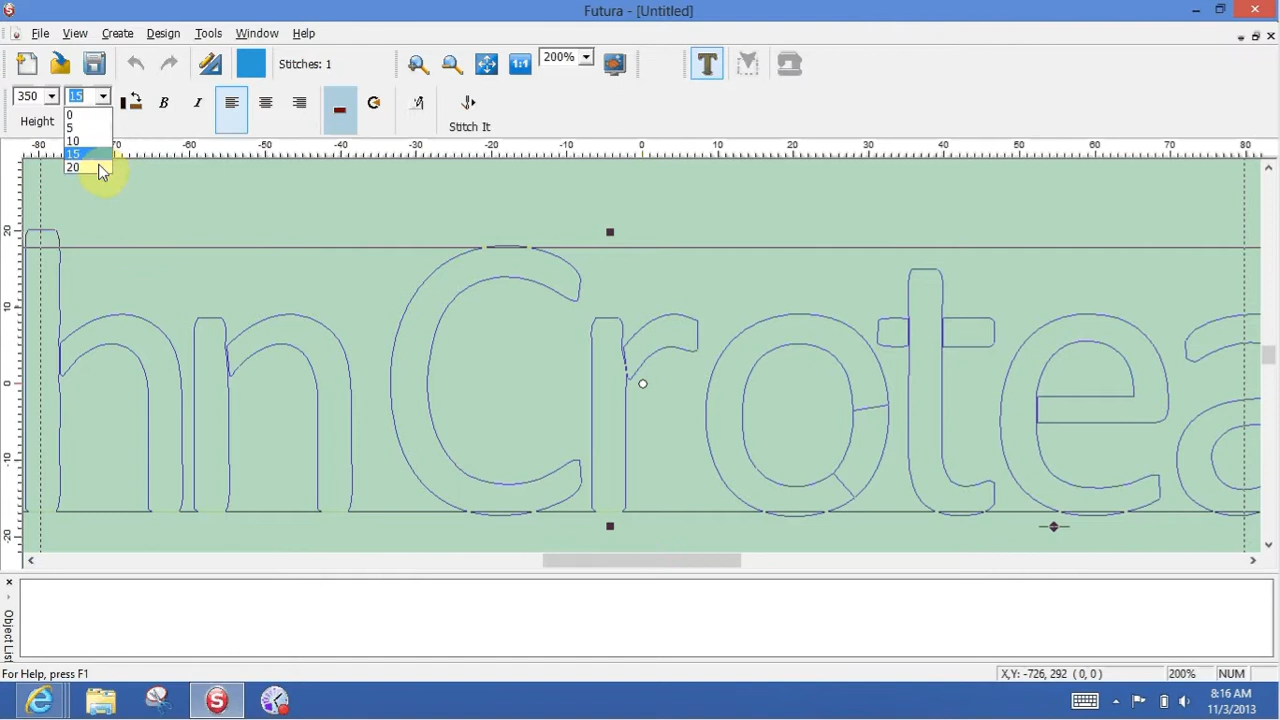 Futura - [Untitled]
File View Create Design Tools Window Help
Stitches: 1
1:1
200%
T
350 15 B I
Height
Stitch It
0
5
10
15
20
-80 -70 -60 -50 -40 -30 -20 -10 0 10 20 30 40 50 60 70 80
20
10
0
-10
-20
hnCrotea
Object List
For Help, press F1
X,Y: -726, 292 ( 0, 0 ) 200% NUM
8:16 AM
11/3/2013